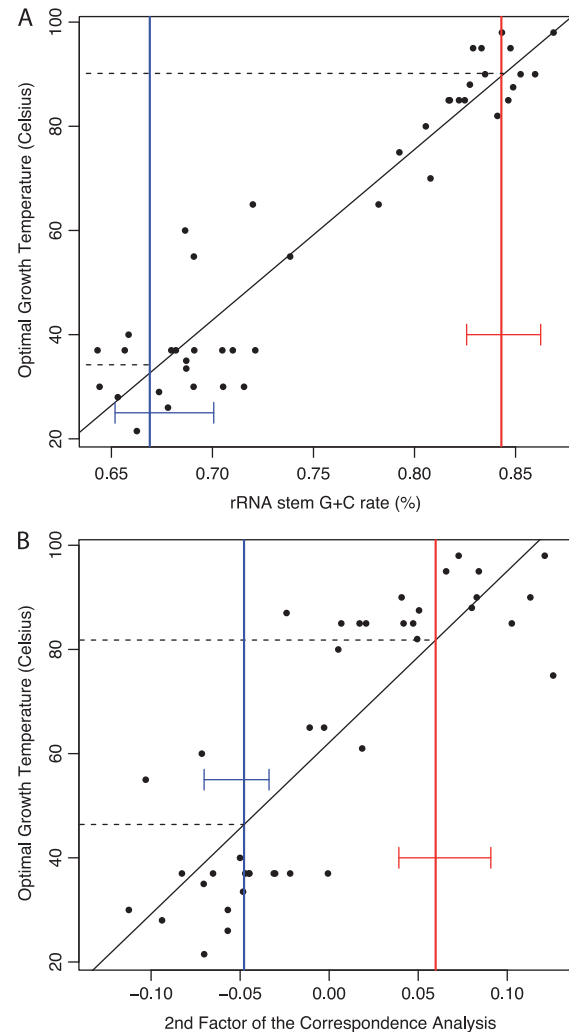 A
Optimal Growth Temperature (Celsius)
100
80
60
40
20
0.65 0.70 0.75 0.80 0.85
rRNA stem G+C rate (%)
B
Optimal Growth Temperature (Celsius)
100
80
60
40
20
−0.10 −0.05 0.00 0.05 0.10
2nd Factor of the Correspondence Analysis